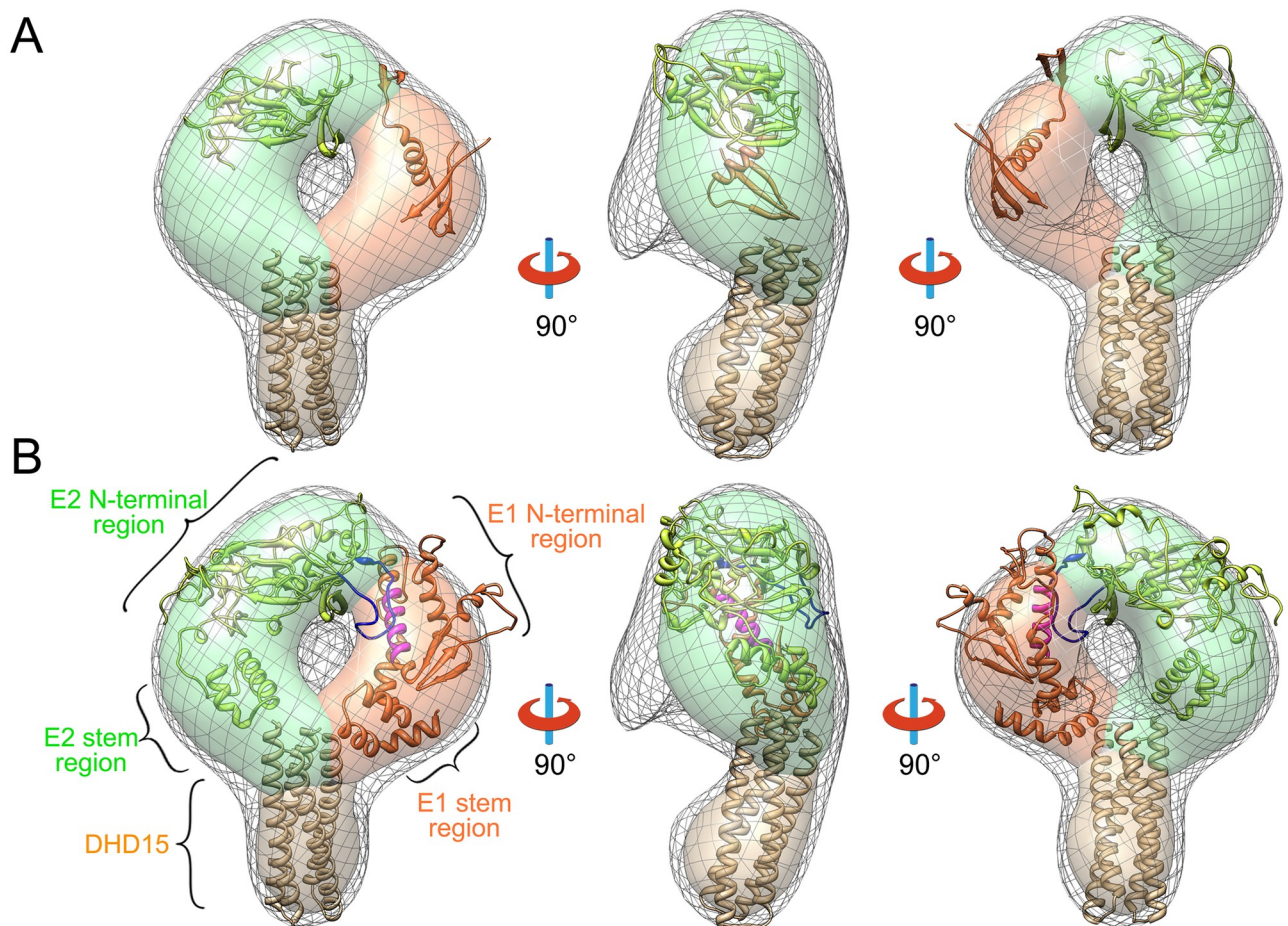 A
90°
90°
B
E2 N-terminal
region
E1 N-terminal
region
E2 stem
region
90°
90°
E1 stem
region
DHD15